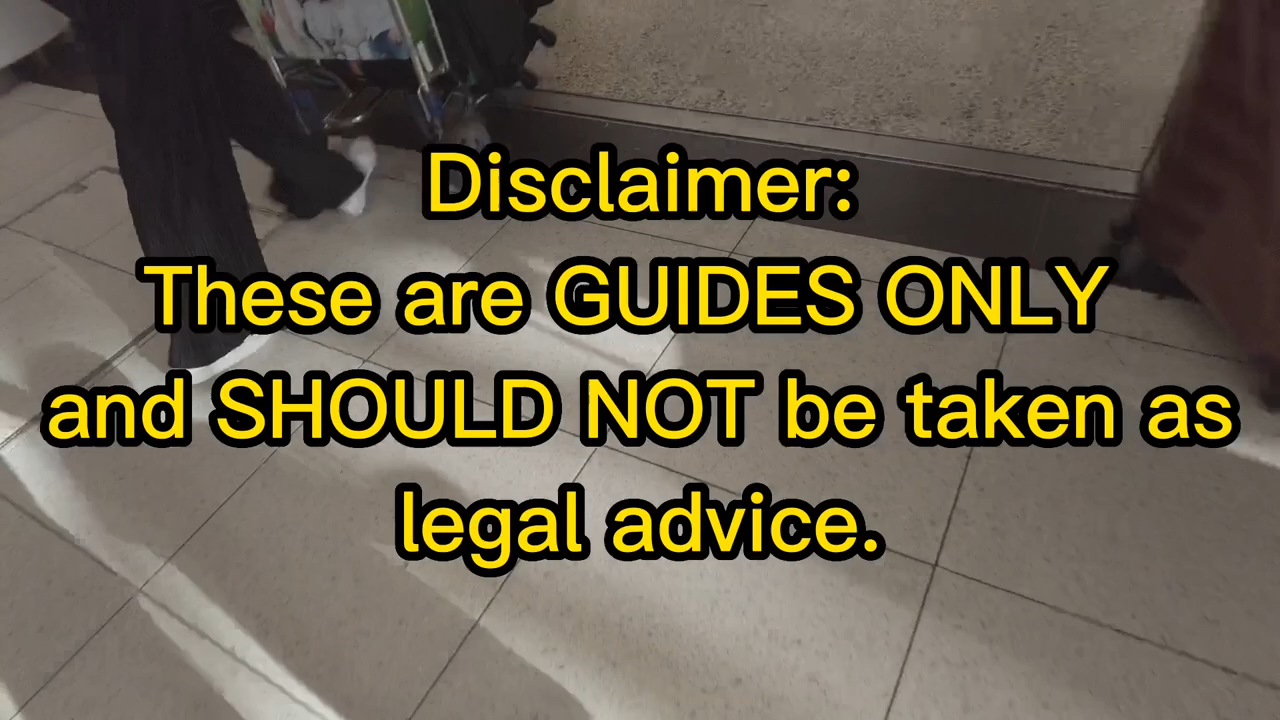 Disclaimer:
These are GUIDES ONLY
and SHOULD NOT be taken as
legal advice.